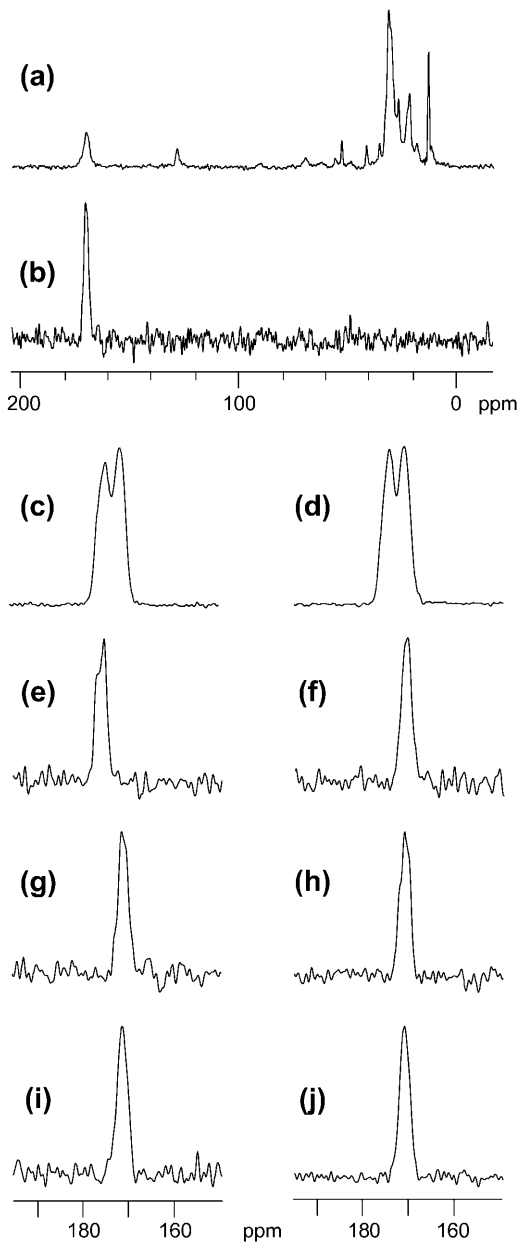 (a)
(b)
200 100 0 ppm
(c) (d)
(e) (f)
(g) (h)
(i) (j)
180 160 ppm 180 160